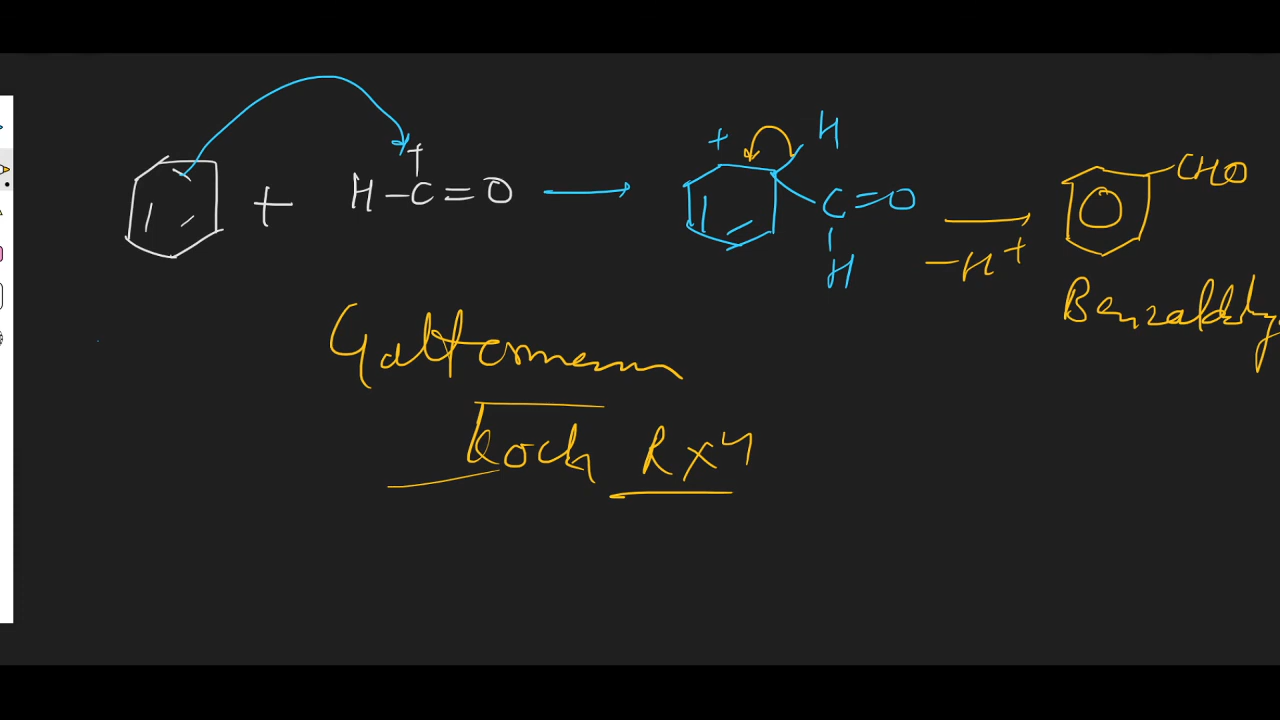 + H-C⁺=O → + H C=O H -H⁺ → CHO
Benzaldehy
Gattermann
Koch Rxⁿ